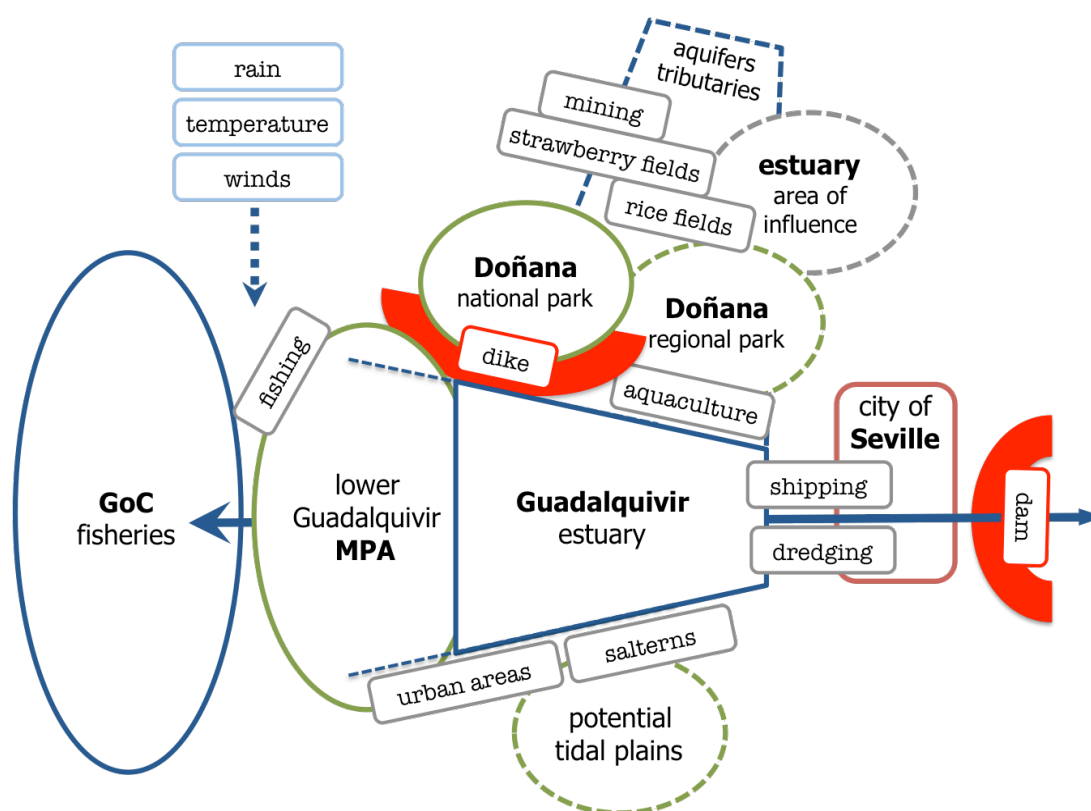 rain
temperature
winds
aquifers
tributaries
mining
strawberry fields
rice fields
estuary
area of
influence
Doñana
national park
Doñana
regional park
dike
fishing
aquaculture
city of
Seville
shipping
dredging
dam
GoC
fisheries
lower
Guadalquivir
MPA
Guadalquivir
estuary
urban areas
salterns
potential
tidal plains